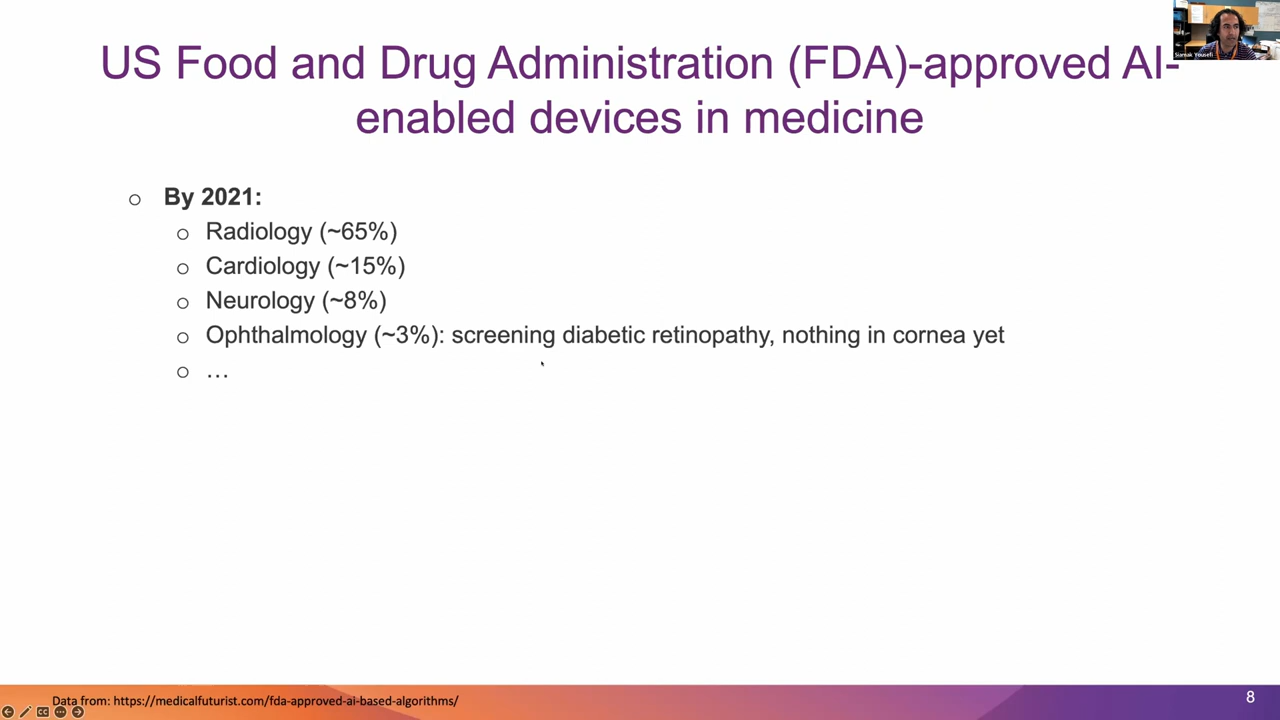 US Food and Drug Administration (FDA)-approved AI-
enabled devices in medicine
Siamak Yousefi
o By 2021:
o Radiology (~65%)
o Cardiology (~15%)
o Neurology (~8%)
o Ophthalmology (~3%): screening diabetic retinopathy, nothing in cornea yet
o …
Data from: https://medicalfuturist.com/fda-approved-ai-based-algorithms/
8